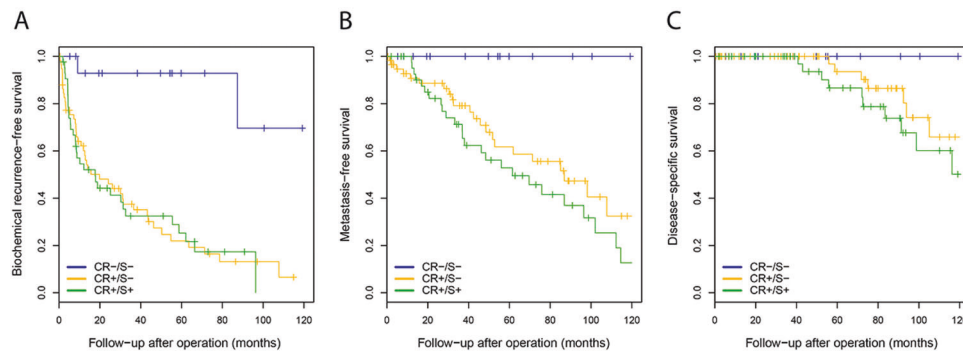 A
B
C
Biochemical recurrence-free survival
0.0 0.2 0.4 0.6 0.8 1.0
CR−/S−
CR+/S−
CR+/S+
0 20 40 60 80 100 120
Follow−up after operation (months)
Metastasis-free survival
0.0 0.2 0.4 0.6 0.8 1.0
CR−/S−
CR+/S−
CR+/S+
0 20 40 60 80 100 120
Follow−up after operation (months)
Disease-specific survival
0.0 0.2 0.4 0.6 0.8 1.0
CR−/S−
CR+/S−
CR+/S+
0 20 40 60 80 100 120
Follow−up after operation (months)